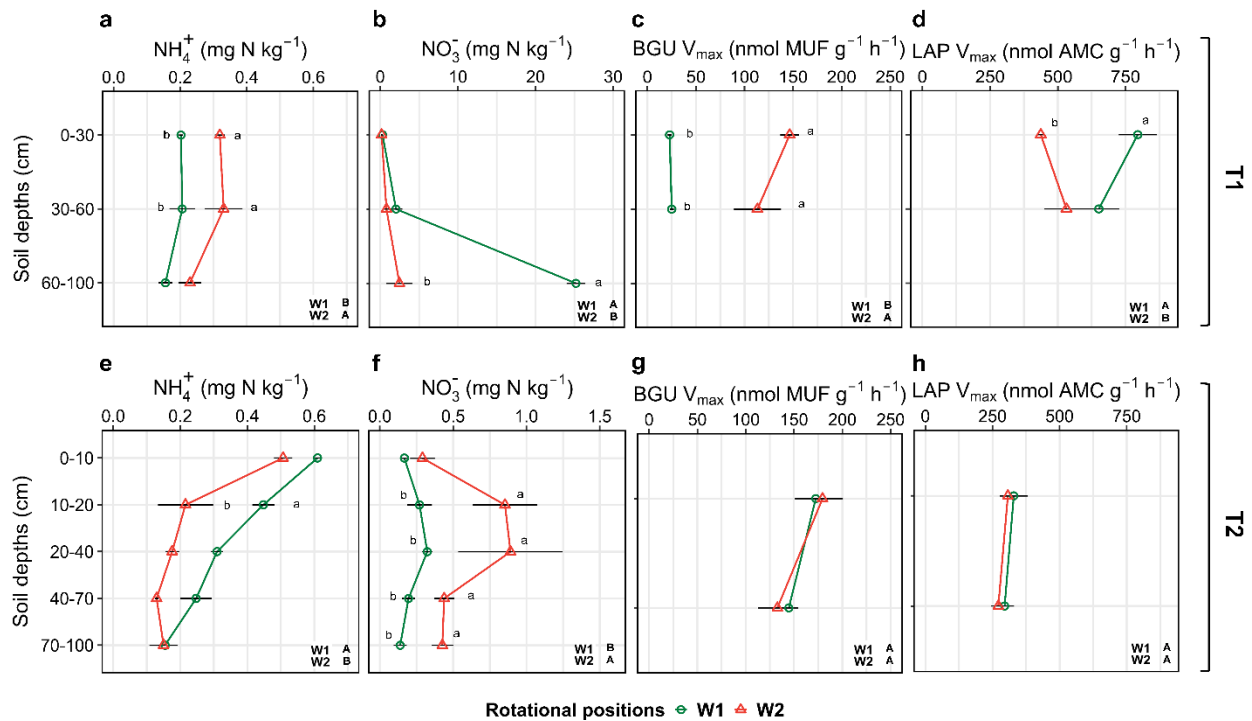 a
NH₄⁺ (mg N kg⁻¹)
0.0 0.2 0.4 0.6
b
NO₃⁻ (mg N kg⁻¹)
0 10 20 30
c
BGU Vmax (nmol MUF g⁻¹ h⁻¹)
0 50 100 150 200 250
d
LAP Vmax (nmol AMC g⁻¹ h⁻¹)
0 250 500 750
Soil depths (cm)
0-30
30-60
60-100
b a
b a
W1 B
W2 A
b a
W1 A
W2 B
b a
b a
W1 B
W2 A
b a
W1 A
W2 B
T1
e
NH₄⁺ (mg N kg⁻¹)
0.0 0.2 0.4 0.6
f
NO₃⁻ (mg N kg⁻¹)
0.0 0.5 1.0 1.5
g
BGU Vmax (nmol MUF g⁻¹ h⁻¹)
0 50 100 150 200 250
h
LAP Vmax (nmol AMC g⁻¹ h⁻¹)
0 250 500 750
Soil depths (cm)
0-10
10-20
20-40
40-70
70-100
b a
W1 A
W2 B
b a
b a
b a
b a
W1 B
W2 A
W1 A
W2 A
W1 A
W2 A
T2
Rotational positions W1 W2